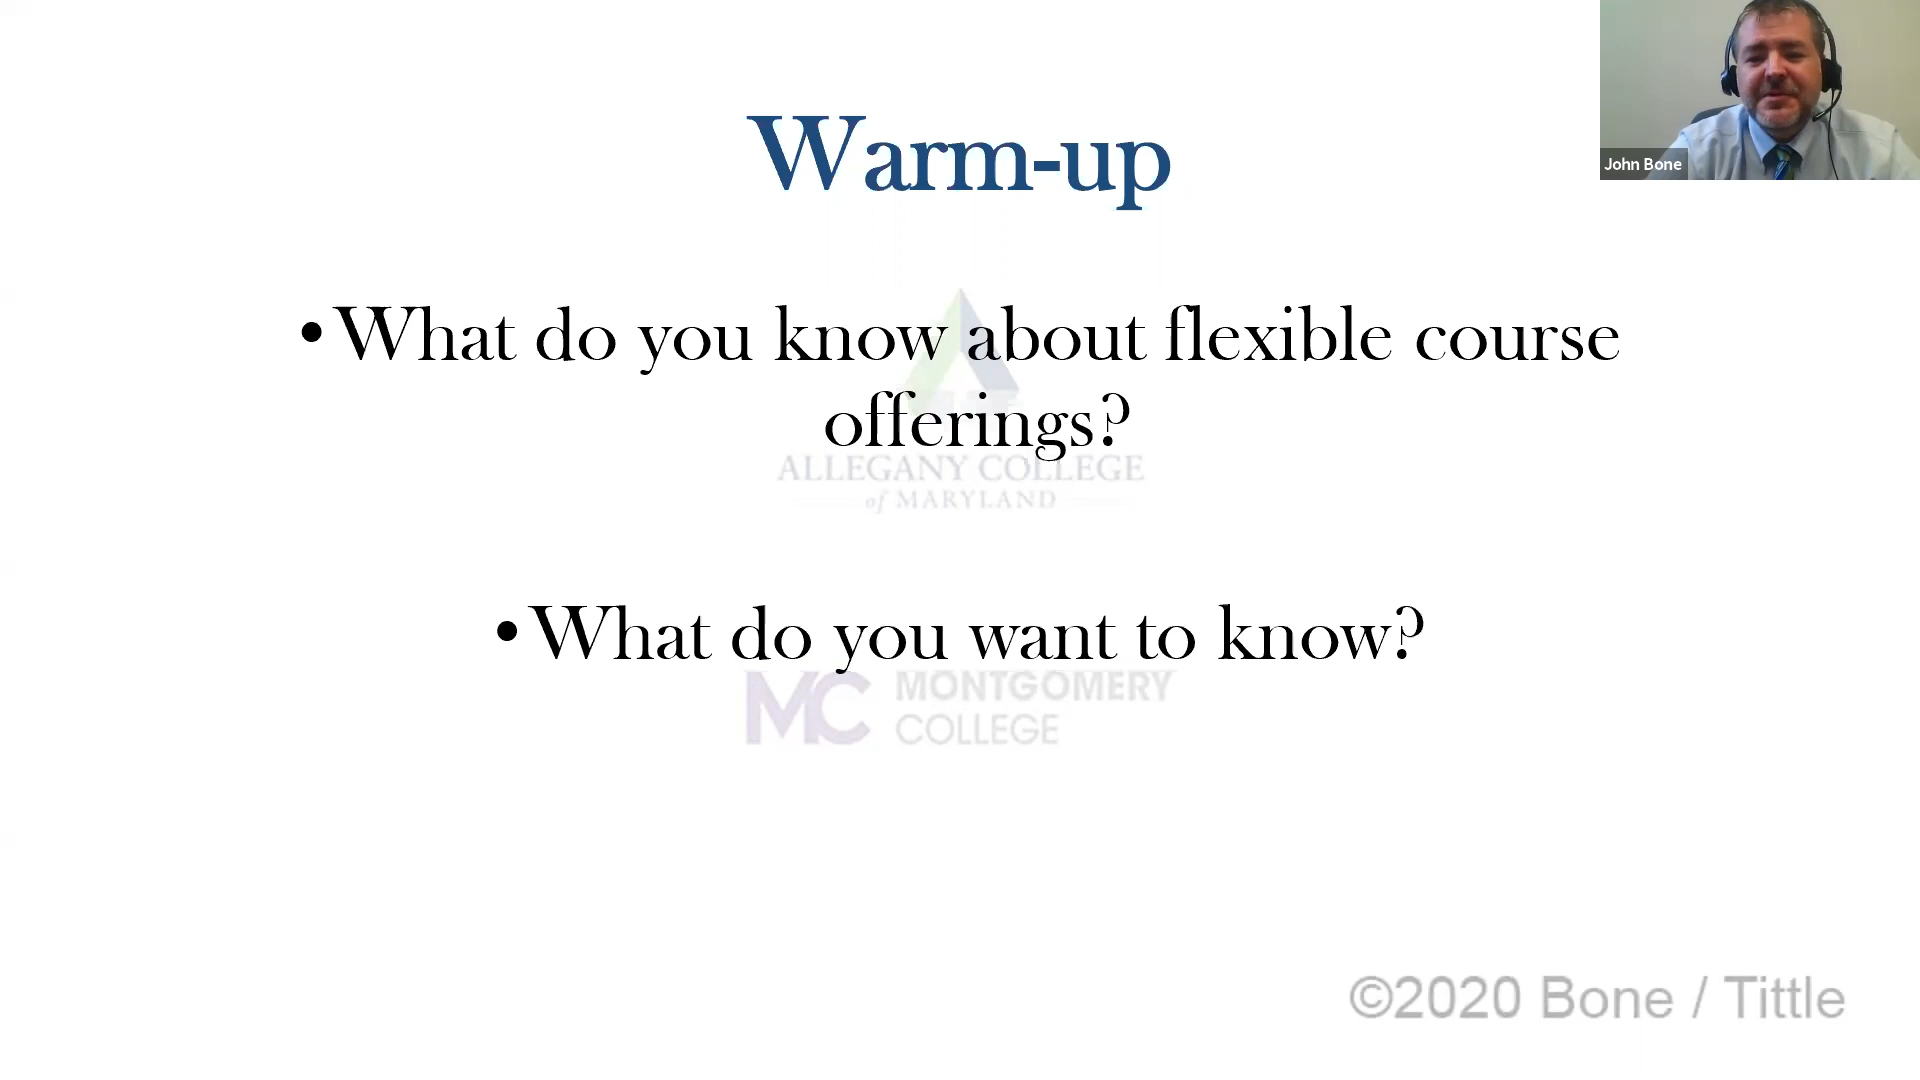 Warm-up
John Bone
•What do you know about flexible course
offerings?
ALLEGANY COLLEGE
of MARYLAND
•What do you want to know?
MC MONTGOMERY
COLLEGE
©2020 Bone / Tittle